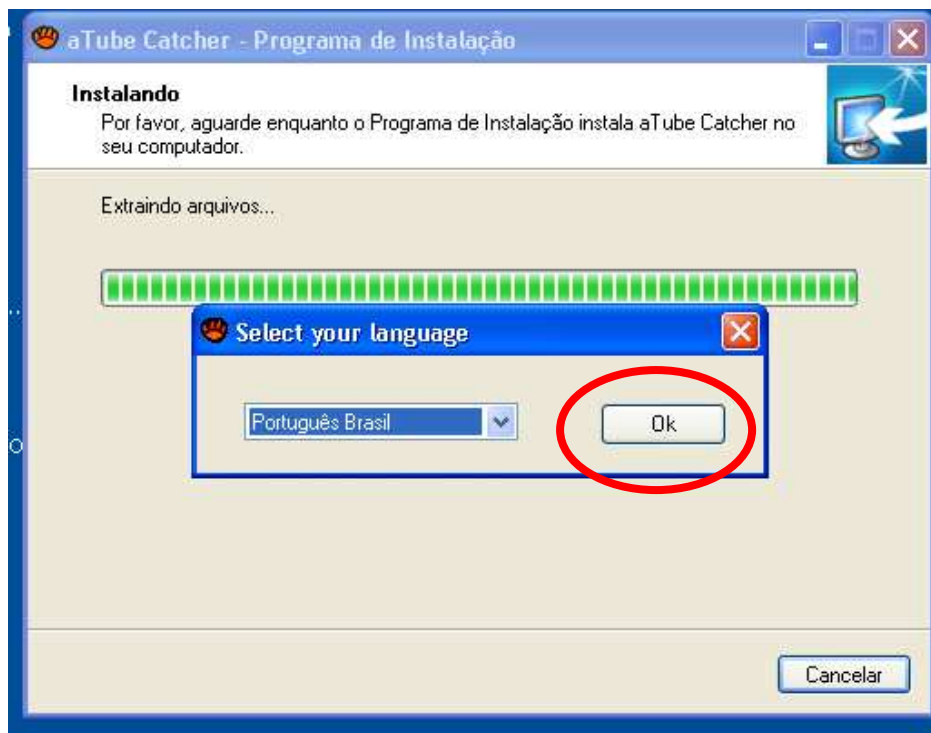 aTube Catcher - Programa de Instalação
Instalando
Por favor, aguarde enquanto o Programa de Instalação instala aTube Catcher no
seu computador.
Extraindo arquivos...
Select your language
Português Brasil
Ok
Cancelar